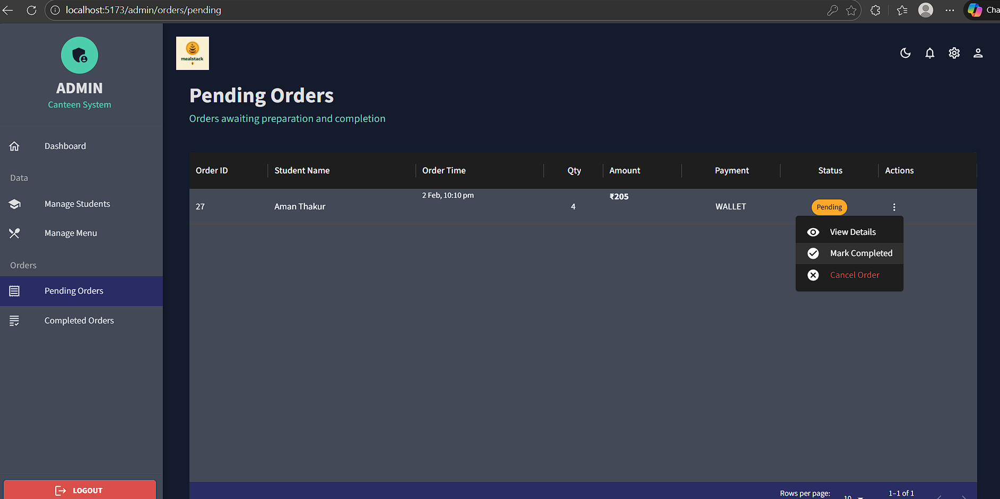 localhost:5173/admin/orders/pending
Cha
ADMIN
Canteen System
Dashboard
Data
Manage Students
Manage Menu
Orders
Pending Orders
Completed Orders
LOGOUT
mealstack
Pending Orders
Orders awaiting preparation and completion
Order ID Student Name Order Time Qty Amount Payment Status Actions
27 Aman Thakur 2 Feb, 10:10 pm 4 ₹205 WALLET Pending
View Details
Mark Completed
Cancel Order
Rows per page: 10 1–1 of 1